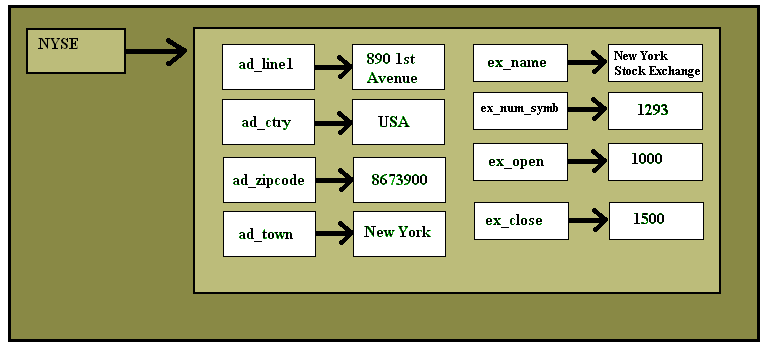 NYSE
ad_line1
890 1st
Avenue
ex_name
New York
Stock Exchange
ad_ctry
USA
ex_num_symb
1293
ad_zipcode
8673900
ex_open
1000
ad_town
New York
ex_close
1500